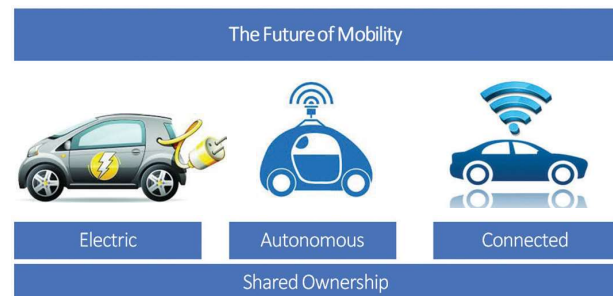 The Future of Mobility
Electric
Autonomous
Connected
Shared Ownership